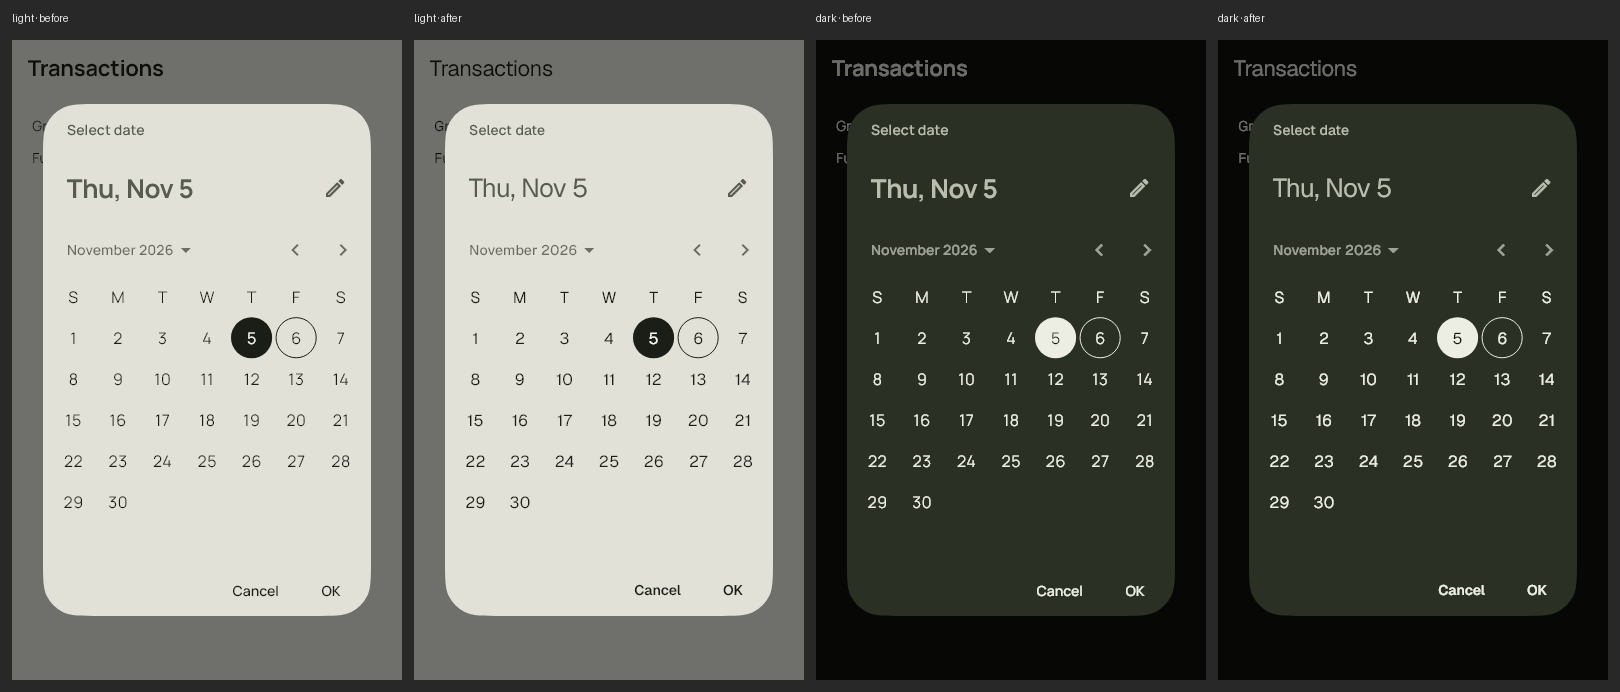 light·before
Transactions
Gr
Fu
Select date
Thu, Nov 5
November 2026
S M T W T F S
1 2 3 4 5 6 7
8 9 10 11 12 13 14
15 16 17 18 19 20 21
22 23 24 25 26 27 28
29 30
Cancel OK
light·after
Transactions
Gr
Fu
Select date
Thu, Nov 5
November 2026
S M T W T F S
1 2 3 4 5 6 7
8 9 10 11 12 13 14
15 16 17 18 19 20 21
22 23 24 25 26 27 28
29 30
Cancel OK
dark·before
Transactions
Gr
Fu
Select date
Thu, Nov 5
November 2026
S M T W T F S
1 2 3 4 5 6 7
8 9 10 11 12 13 14
15 16 17 18 19 20 21
22 23 24 25 26 27 28
29 30
Cancel OK
dark·after
Transactions
Gr
Fu
Select date
Thu, Nov 5
November 2026
S M T W T F S
1 2 3 4 5 6 7
8 9 10 11 12 13 14
15 16 17 18 19 20 21
22 23 24 25 26 27 28
29 30
Cancel OK